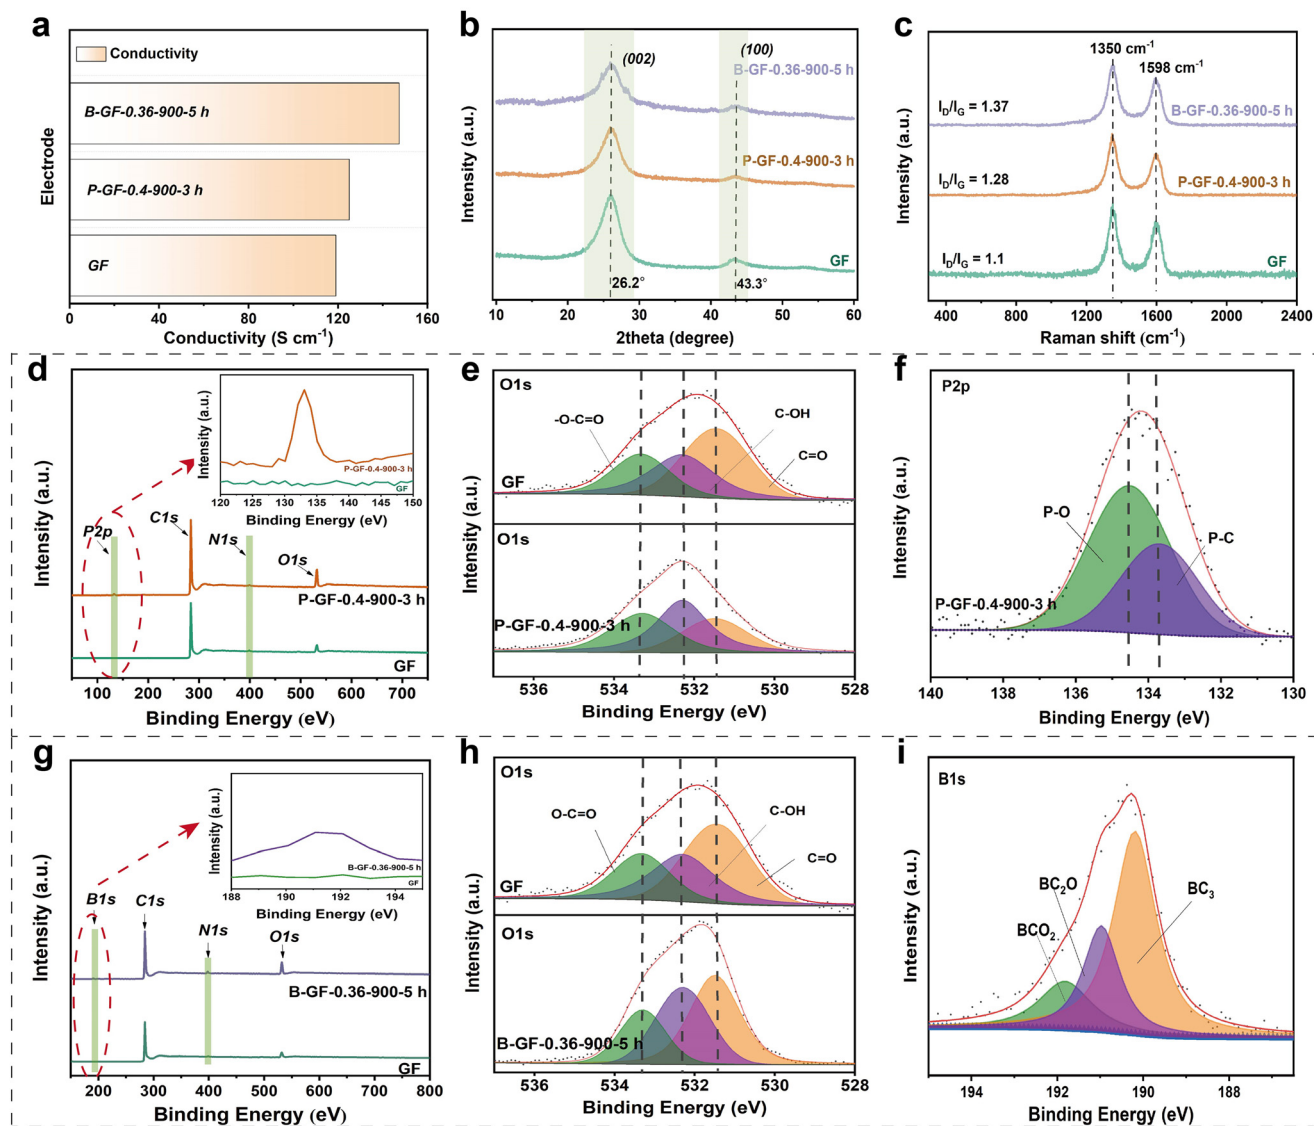 a
Conductivity
B-GF-0.36-900-5 h
P-GF-0.4-900-3 h
GF
Electrode
0 40 80 120 160
Conductivity (S cm-1)
b
(002)
(100)
B-GF-0.36-900-5 h
P-GF-0.4-900-3 h
GF
26.2°
43.3°
Intensity (a.u.)
10 20 30 40 50 60
2theta (degree)
c
1350 cm-1
1598 cm-1
ID/IG = 1.37
B-GF-0.36-900-5 h
ID/IG = 1.28
P-GF-0.4-900-3 h
ID/IG = 1.1
GF
Intensity (a.u.)
400 800 1200 1600 2000 2400
Raman shift (cm-1)
d
Intensity (a.u.)
P-GF-0.4-900-3 h
GF
120 125 130 135 140 145 150
Binding Energy (eV)
P2p
C1s
N1s
O1s
P-GF-0.4-900-3 h
GF
Intensity (a.u.)
100 200 300 400 500 600 700
Binding Energy (eV)
e
O1s
-O-C=O
C-OH
C=O
GF
O1s
P-GF-0.4-900-3 h
Intensity (a.u.)
536 534 532 530 528
Binding Energy (eV)
f
P2p
P-O
P-C
P-GF-0.4-900-3 h
Intensity (a.u.)
140 138 136 134 132 130
Binding Energy (eV)
g
Intensity (a.u.)
B-GF-0.36-900-5 h
GF
188 190 192 194
Binding Energy (eV)
B1s
C1s
N1s
O1s
B-GF-0.36-900-5 h
GF
Intensity (a.u.)
200 300 400 500 600 700 800
Binding Energy (eV)
h
O1s
O-C=O
C-OH
C=O
GF
O1s
B-GF-0.36-900-5 h
Intensity (a.u.)
536 534 532 530 528
Binding Energy (eV)
i
B1s
BC2O
BC3
BCO2
Intensity (a.u.)
194 192 190 188
Binding Energy (eV)